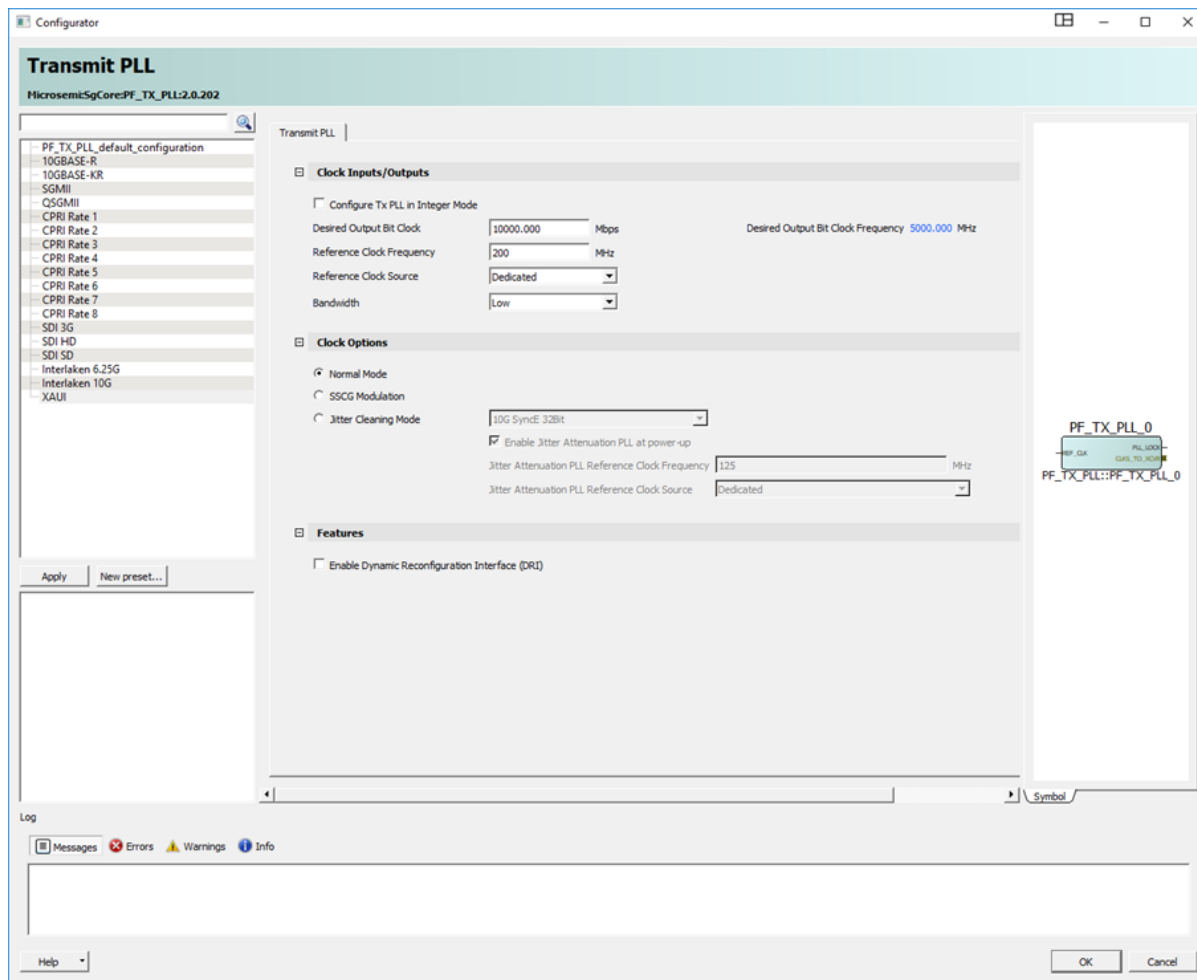 Configurator
Transmit PLL
Microsemi:SgCore:PF_TX_PLL:2.0.202
PF_TX_PLL_default_configuration
10GBASE-R
10GBASE-KR
SGMII
QSGMII
CPRI Rate 1
CPRI Rate 2
CPRI Rate 3
CPRI Rate 4
CPRI Rate 5
CPRI Rate 6
CPRI Rate 7
CPRI Rate 8
SDI 3G
SDI HD
SDI SD
Interlaken 6.25G
Interlaken 10G
XAUI
Apply New preset...
Transmit PLL
Clock Inputs/Outputs
Configure Tx PLL in Integer Mode
Desired Output Bit Clock 10000.000 Mbps Desired Output Bit Clock Frequency 5000.000 MHz
Reference Clock Frequency 200 MHz
Reference Clock Source Dedicated
Bandwidth Low
Clock Options
Normal Mode
SSCG Modulation
Jitter Cleaning Mode 10G SyncE 32Bit
Enable Jitter Attenuation PLL at power-up
Jitter Attenuation PLL Reference Clock Frequency 125 MHz
Jitter Attenuation PLL Reference Clock Source Dedicated
Features
Enable Dynamic Reconfiguration Interface (DRI)
PF_TX_PLL_0
REF_CLK PLL_LOCK
PF_TX_PLL::PF_TX_PLL_0
Symbol
Log
Messages Errors Warnings Info
Help OK Cancel